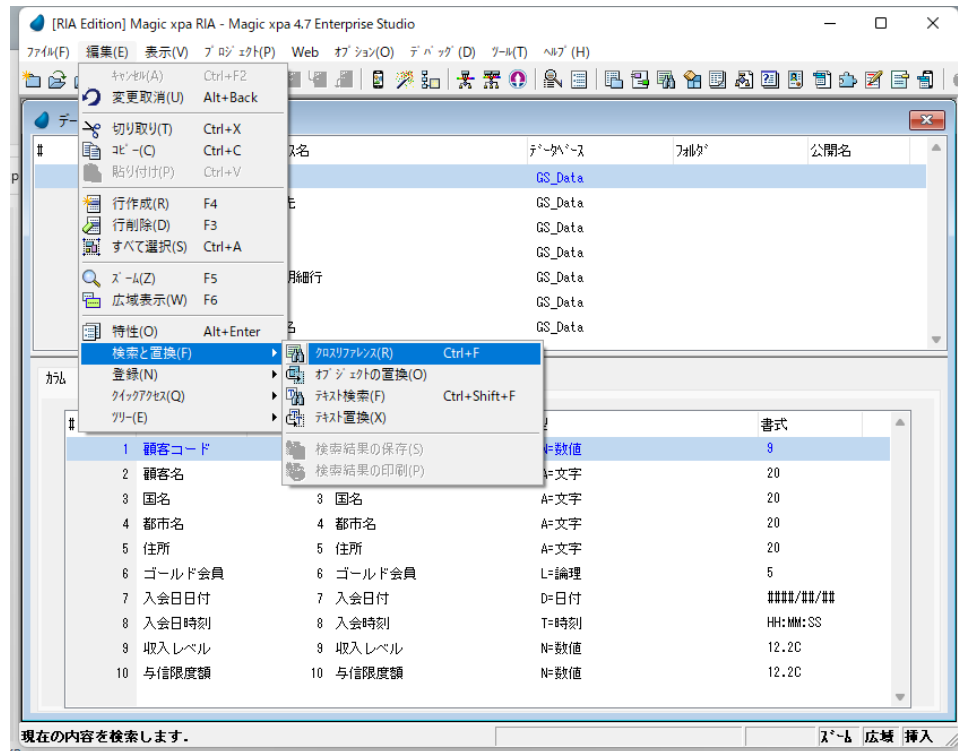 [RIA Edition] Magic xpa RIA - Magic xpa 4.7 Enterprise Studio
ﾌｧｲﾙ(F) 編集(E) 表示(V) ﾌﾟﾛｼﾞｪｸﾄ(P) Web ｵﾌﾟｼｮﾝ(O) ﾃﾞﾊﾞｯｸﾞ(D) ﾂｰﾙ(T) ﾍﾙﾌﾟ(H)
ｷｬﾝｾﾙ(A) Ctrl+F2
変更取消(U) Alt+Back
切り取り(T) Ctrl+X
ｺﾋﾟｰ(C) Ctrl+C
貼り付け(P) Ctrl+V
行作成(R) F4
行削除(D) F3
すべて選択(S) Ctrl+A
ｽﾞｰﾑ(Z) F5
広域表示(W) F6
特性(O) Alt+Enter
検索と置換(F)
登録(N)
ｸｲｯｸｱｸｾｽ(Q)
ﾂﾘｰ(E)
ｸﾛｽﾘﾌｧﾚﾝｽ(R) Ctrl+F
ｵﾌﾞｼﾞｪｸﾄの置換(O)
ﾃｷｽﾄ検索(F) Ctrl+Shift+F
ﾃｷｽﾄ置換(X)
検索結果の保存(S)
検索結果の印刷(P)
デー
# ｽ名 ﾃﾞｰﾀﾍﾞｰｽ ﾌｫﾙﾀﾞ 公開名
GS_Data
先 GS_Data
GS_Data
GS_Data
明細行 GS_Data
GS_Data
名 GS_Data
ｶﾗﾑ
# 型 書式
1 顧客コード N=数値 9
2 顧客名 A=文字 20
3 国名 3 国名 A=文字 20
4 都市名 4 都市名 A=文字 20
5 住所 5 住所 A=文字 20
6 ゴールド会員 6 ゴールド会員 L=論理 5
7 入会日日付 7 入会日付 D=日付 ####/##/##
8 入会日時刻 8 入会時刻 T=時刻 HH:MM:SS
9 収入レベル 9 収入レベル N=数値 12.2C
10 与信限度額 10 与信限度額 N=数値 12.2C
現在の内容を検索します. ｽﾞｰﾑ 広域 挿入